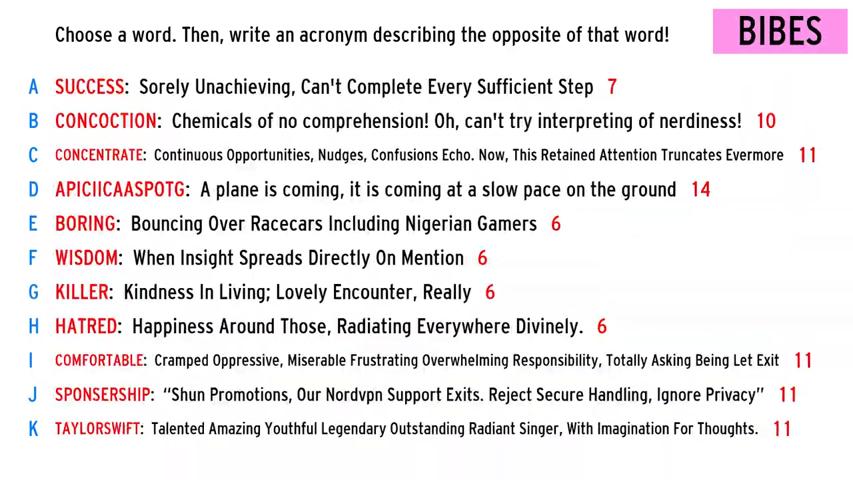 Choose a word. Then, write an acronym describing the opposite of that word!
BIBES
A SUCCESS: Sorely Unachieving, Can't Complete Every Sufficient Step 7
B CONCOCTION: Chemicals of no comprehension! Oh, can't try interpreting of nerdiness! 10
C CONCENTRATE: Continuous Opportunities, Nudges, Confusions Echo. Now, This Retained Attention Truncates Evermore 11
D APICIICAASPOTG: A plane is coming, it is coming at a slow pace on the ground 14
E BORING: Bouncing Over Racecars Including Nigerian Gamers 6
F WISDOM: When Insight Spreads Directly On Mention 6
G KILLER: Kindness In Living; Lovely Encounter, Really 6
H HATRED: Happiness Around Those, Radiating Everywhere Divinely. 6
I COMFORTABLE: Cramped Oppressive, Miserable Frustrating Overwhelming Responsibility, Totally Asking Being Let Exit 11
J SPONSERSHIP: “Shun Promotions, Our Nordvpn Support Exits. Reject Secure Handling, Ignore Privacy” 11
K TAYLORSWIFT: Talented Amazing Youthful Legendary Outstanding Radiant Singer, With Imagination For Thoughts. 11